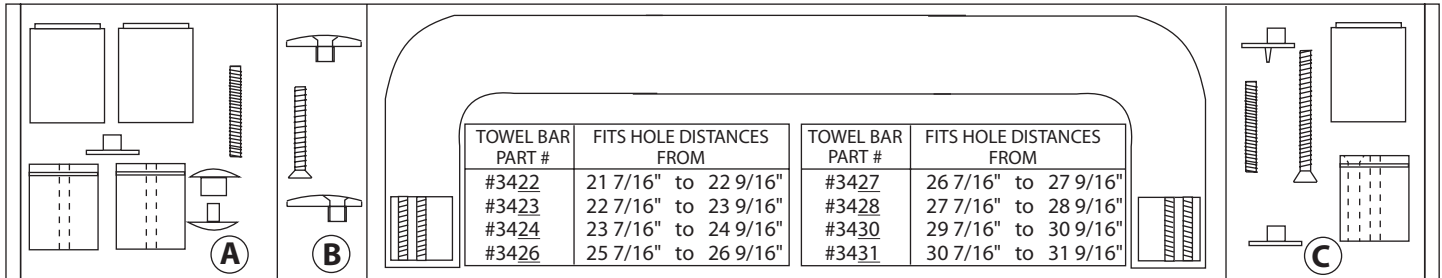 TOWEL BAR PART # FITS HOLE DISTANCES FROM
#3422 21 7/16" to 22 9/16"
#3423 22 7/16" to 23 9/16"
#3424 23 7/16" to 24 9/16"
#3426 25 7/16" to 26 9/16"
TOWEL BAR PART # FITS HOLE DISTANCES FROM
#3427 26 7/16" to 27 9/16"
#3428 27 7/16" to 28 9/16"
#3430 29 7/16" to 30 9/16"
#3431 30 7/16" to 31 9/16"
A
B
C